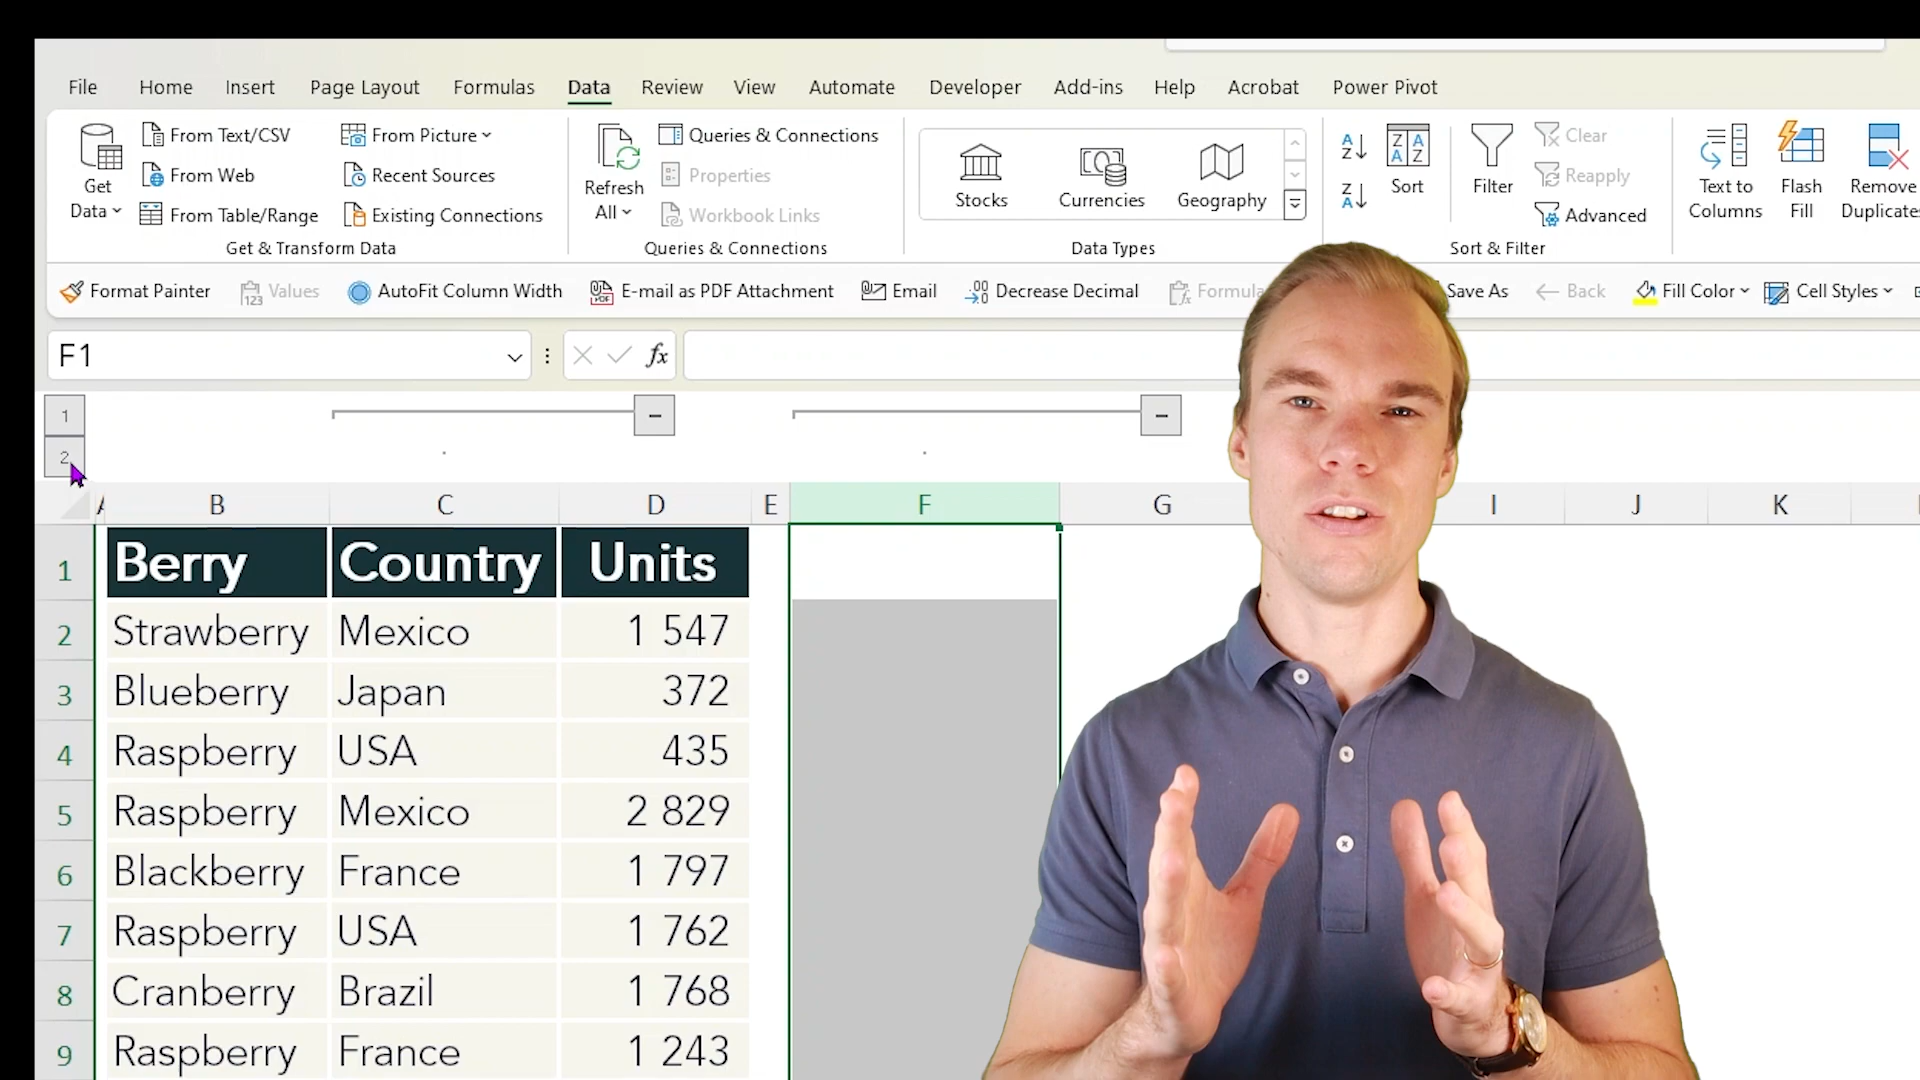 File Home Insert Page Layout Formulas Data Review View Automate Developer Add-ins Help Acrobat Power Pivot
Get Data
From Text/CSV
From Web
From Table/Range
From Picture
Recent Sources
Existing Connections
Get & Transform Data
Refresh All
Queries & Connections
Properties
Workbook Links
Queries & Connections
Stocks
Currencies
Geography
Data Types
Sort
Filter
Clear
Reapply
Advanced
Sort & Filter
Text to Columns
Flash Fill
Remove Duplicate
Format Painter Values AutoFit Column Width E-mail as PDF Attachment Email Decrease Decimal Formula Save As Back Fill Color Cell Styles
F1 fx
1
2
A B C D E F G I J K
1 Berry Country Units
2 Strawberry Mexico 1 547
3 Blueberry Japan 372
4 Raspberry USA 435
5 Raspberry Mexico 2 829
6 Blackberry France 1 797
7 Raspberry USA 1 762
8 Cranberry Brazil 1 768
9 Raspberry France 1 243